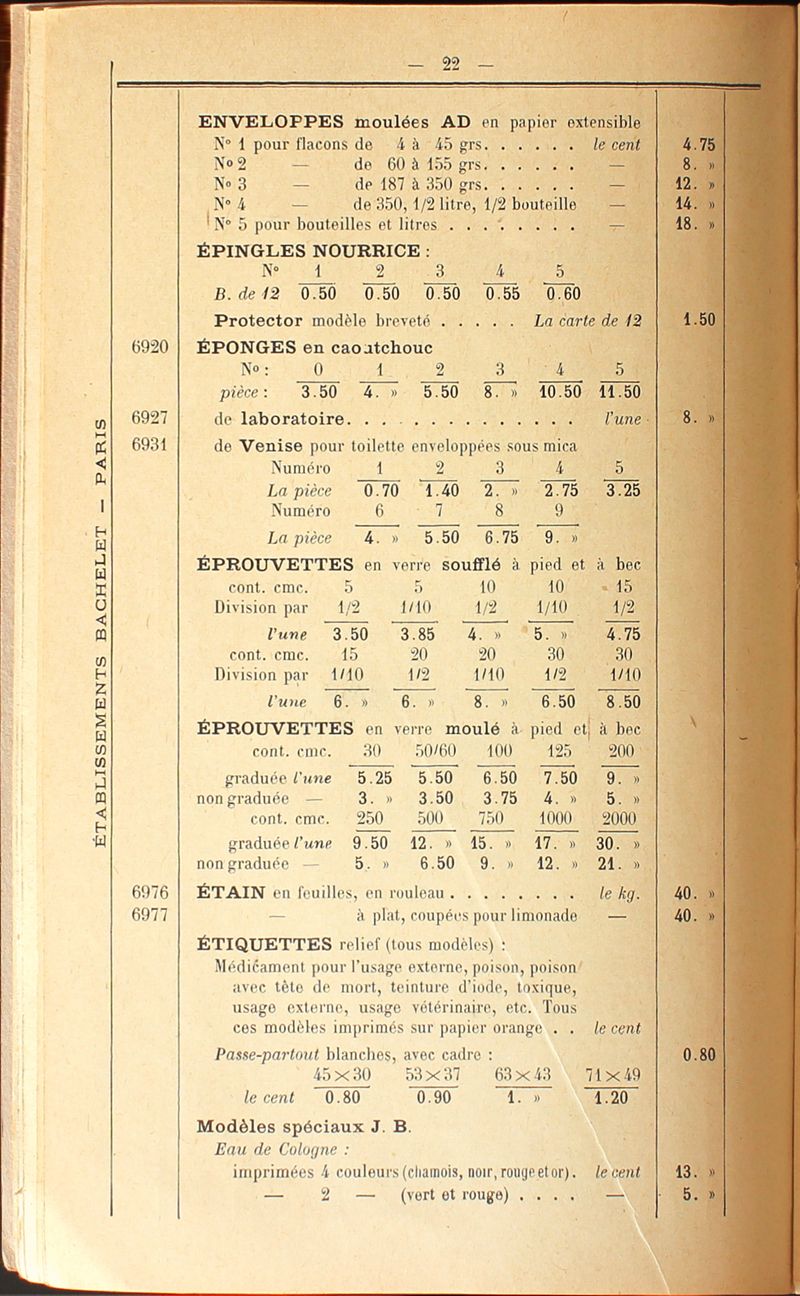 — 22 —
ENVELOPPES moulées AD en papier extensible
N° 1 pour flacons de 4 à 45 grs. . . . . . le cent 4.75
N° 2 — de 60 à 155 grs. . . . . . — 8. »
N° 3 — de 187 à 350 grs. . . . . . — 12. »
N° 4 — de 350, 1/2 litre, 1/2 bouteille — 14. »
N° 5 pour bouteilles et litres . . . . . . . . . — 18. »
ÉPINGLES NOURRICE :
N° 1 2 3 4 5
B. de 12 0.50 0.50 0.50 0.55 0.60
Protector modèle breveté . . . . . La carte de 12 1.50
6920 ÉPONGES en caoutchouc
N° : 0 1 2 3 4 5
pièce : 3.50 4. » 5.50 8. » 10.50 11.50
6927 de laboratoire. . . . . . . . . . . . . . . l'une 8. »
6931 de Venise pour toilette enveloppées sous mica
Numéro 1 2 3 4 5
La pièce 0.70 1.40 2. » 2.75 3.25
Numéro 6 7 8 9
La pièce 4. » 5.50 6.75 9. »
ÉPROUVETTES en verre soufflé à pied et à bec
cont. cmc. 5 5 10 10 15
Division par 1/2 1/10 1/2 1/10 1/2
l'une 3.50 3.85 4. » 5. » 4.75
cont. cmc. 15 20 20 30 30
Division par 1/10 1/2 1/10 1/2 1/10
l'une 6. » 6. » 8. » 6.50 8.50
ÉPROUVETTES en verre moulé à pied et à bec
cont. cmc. 30 50/60 100 125 200
graduée l'une 5.25 5.50 6.50 7.50 9. »
non graduée — 3. » 3.50 3.75 4. » 5. »
cont. cmc. 250 500 750 1000 2000
graduée l'une 9.50 12. » 15. » 17. » 30. »
non graduée — 5. » 6.50 9. » 12. » 21. »
6976 ÉTAIN en feuilles, en rouleau . . . . . . . . le kg. 40. »
6977 — à plat, coupées pour limonade — 40. »
ÉTIQUETTES relief (tous modèles) :
Médicament pour l'usage externe, poison, poison
avec tête de mort, teinture d'iode, toxique,
usage externe, usage vétérinaire, etc. Tous
ces modèles imprimés sur papier orange . . le cent
Passe-partout blanches, avec cadre : 0.80
45×30 53×37 63×43 71×49
le cent 0.80 0.90 1. » 1.20
Modèles spéciaux J. B.
Eau de Cologne :
imprimées 4 couleurs (chamois, noir, rouge et or). le cent 13. »
— 2 — (vert et rouge) . . . . — 5. »
ÉTABLISSEMENTS BACHELET — PARIS